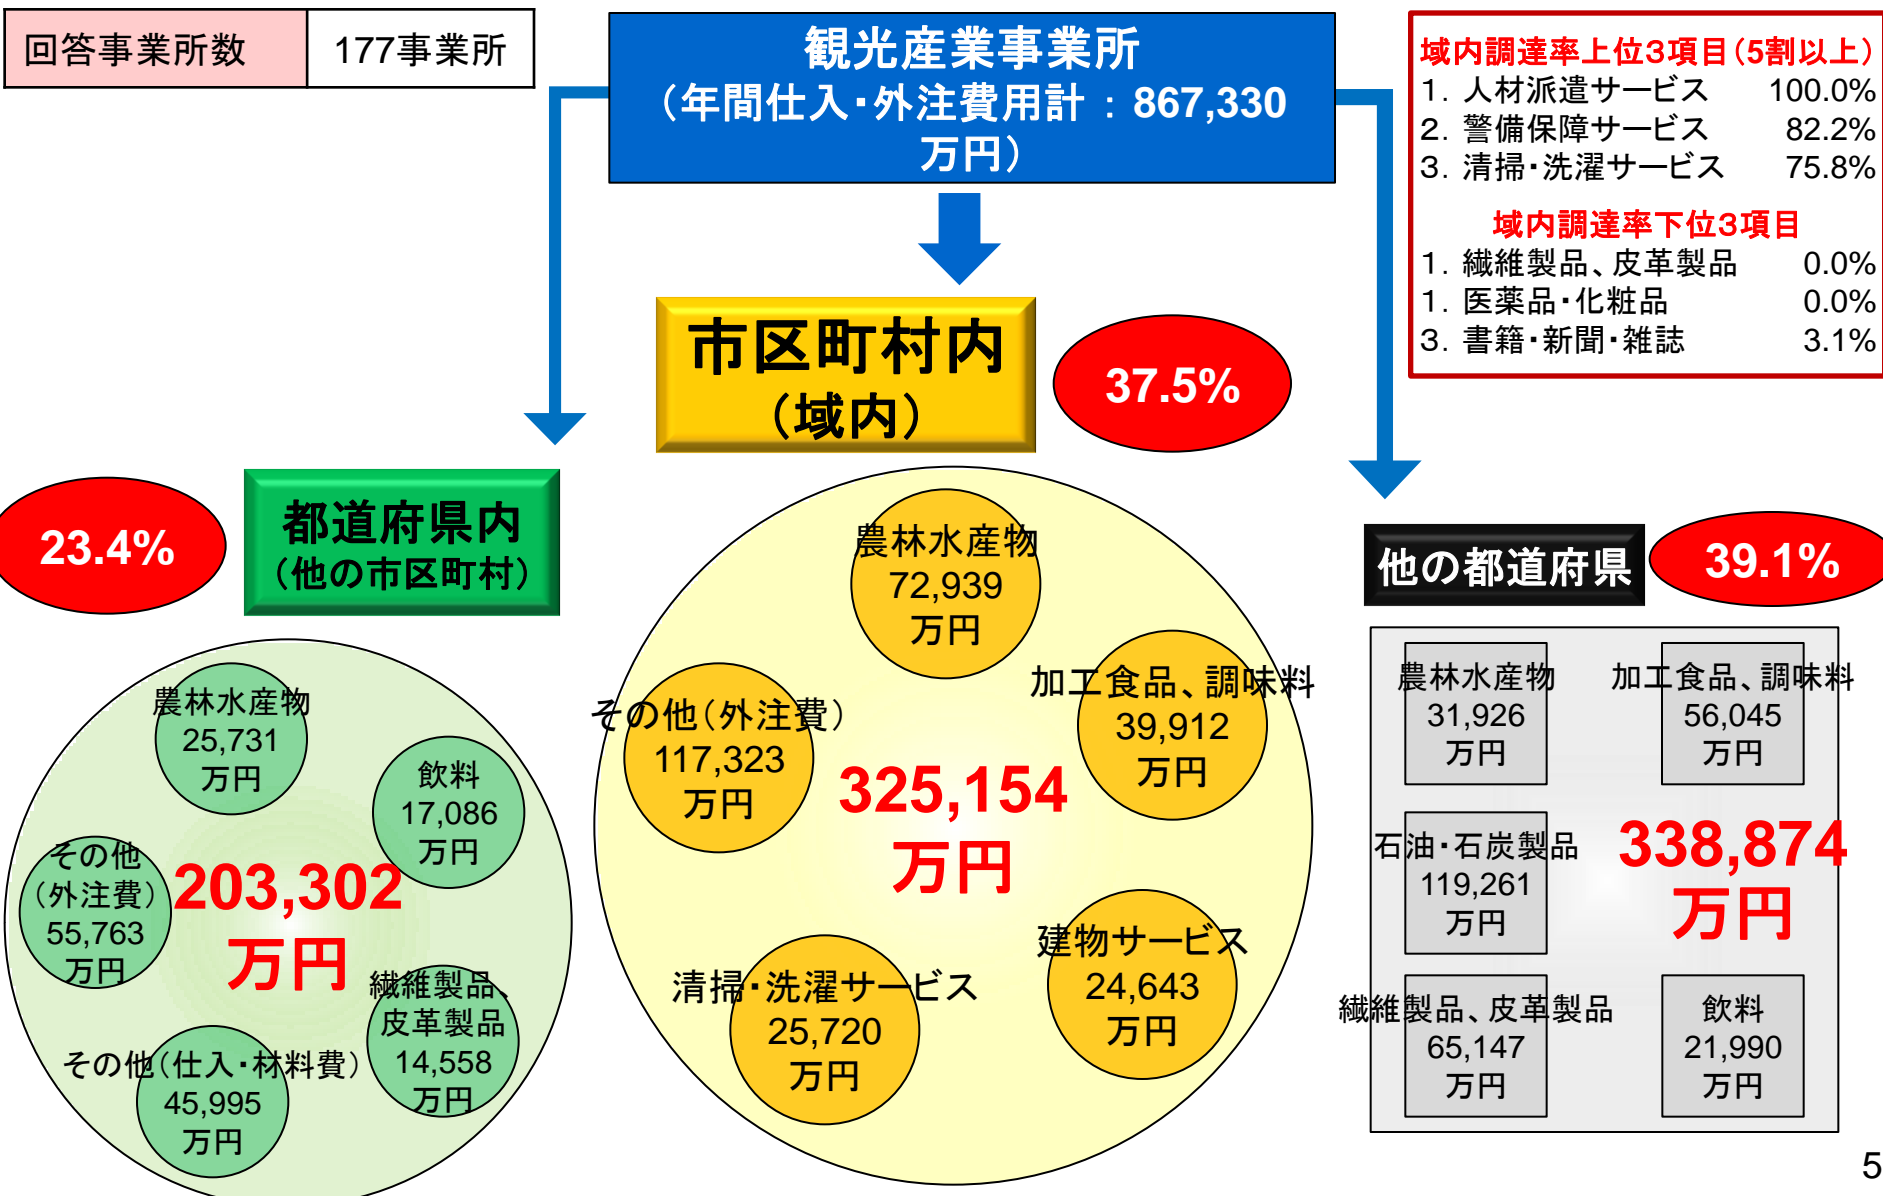 回答事業所数 177事業所
観光産業事業所
（年間仕入・外注費用計 : 867,330
万円）
域内調達率上位3項目（5割以上）
1. 人材派遣サービス 100.0%
2. 警備保障サービス 82.2%
3. 清掃・洗濯サービス 75.8%
域内調達率下位3項目
1. 繊維製品、皮革製品 0.0%
1. 医薬品・化粧品 0.0%
3. 書籍・新聞・雑誌 3.1%
市区町村内
（域内）
37.5%
23.4%
都道府県内
（他の市区町村）
他の都道府県
39.1%
農林水産物
25,731
万円
飲料
17,086
万円
その他
（外注費）
55,763
万円
203,302
万円
繊維製品、
皮革製品
14,558
万円
その他（仕入・材料費）
45,995
万円
農林水産物
72,939
万円
加工食品、調味料
39,912
万円
その他（外注費）
117,323
万円
325,154
万円
建物サービス
24,643
万円
清掃・洗濯サービス
25,720
万円
農林水産物
31,926
万円
加工食品、調味料
56,045
万円
石油・石炭製品
119,261
万円
338,874
万円
繊維製品、皮革製品
65,147
万円
飲料
21,990
万円
5